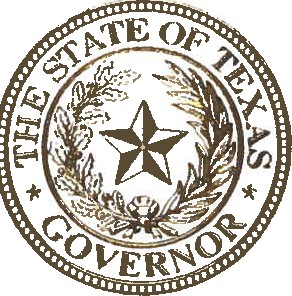 THE STATE OF TEXAS
GOVERNOR